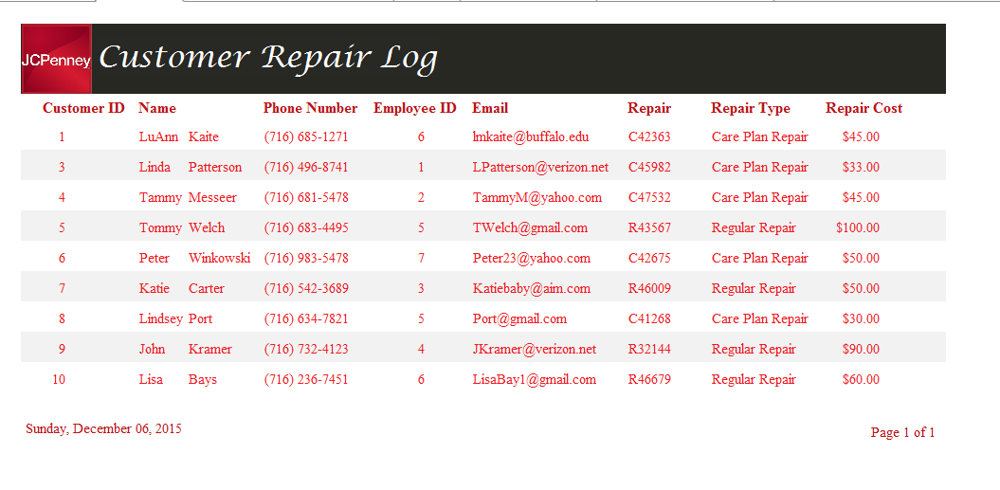 JCPenney Customer Repair Log
Customer ID Name Phone Number Employee ID Email Repair Repair Type Repair Cost
1 LuAnn Kaite (716) 685-1271 6 lmkaite@buffalo.edu C42363 Care Plan Repair $45.00
3 Linda Patterson (716) 496-8741 1 LPatterson@verizon.net C45982 Care Plan Repair $33.00
4 Tammy Messeer (716) 681-5478 2 TammyM@yahoo.com C47532 Care Plan Repair $45.00
5 Tommy Welch (716) 683-4495 5 TWelch@gmail.com R43567 Regular Repair $100.00
6 Peter Winkowski (716) 983-5478 7 Peter23@yahoo.com C42675 Care Plan Repair $50.00
7 Katie Carter (716) 542-3689 3 Katiebaby@aim.com R46009 Regular Repair $50.00
8 Lindsey Port (716) 634-7821 5 Port@gmail.com C41268 Care Plan Repair $30.00
9 John Kramer (716) 732-4123 4 JKramer@verizon.net R32144 Regular Repair $90.00
10 Lisa Bays (716) 236-7451 6 LisaBay1@gmail.com R46679 Regular Repair $60.00
Sunday, December 06, 2015
Page 1 of 1